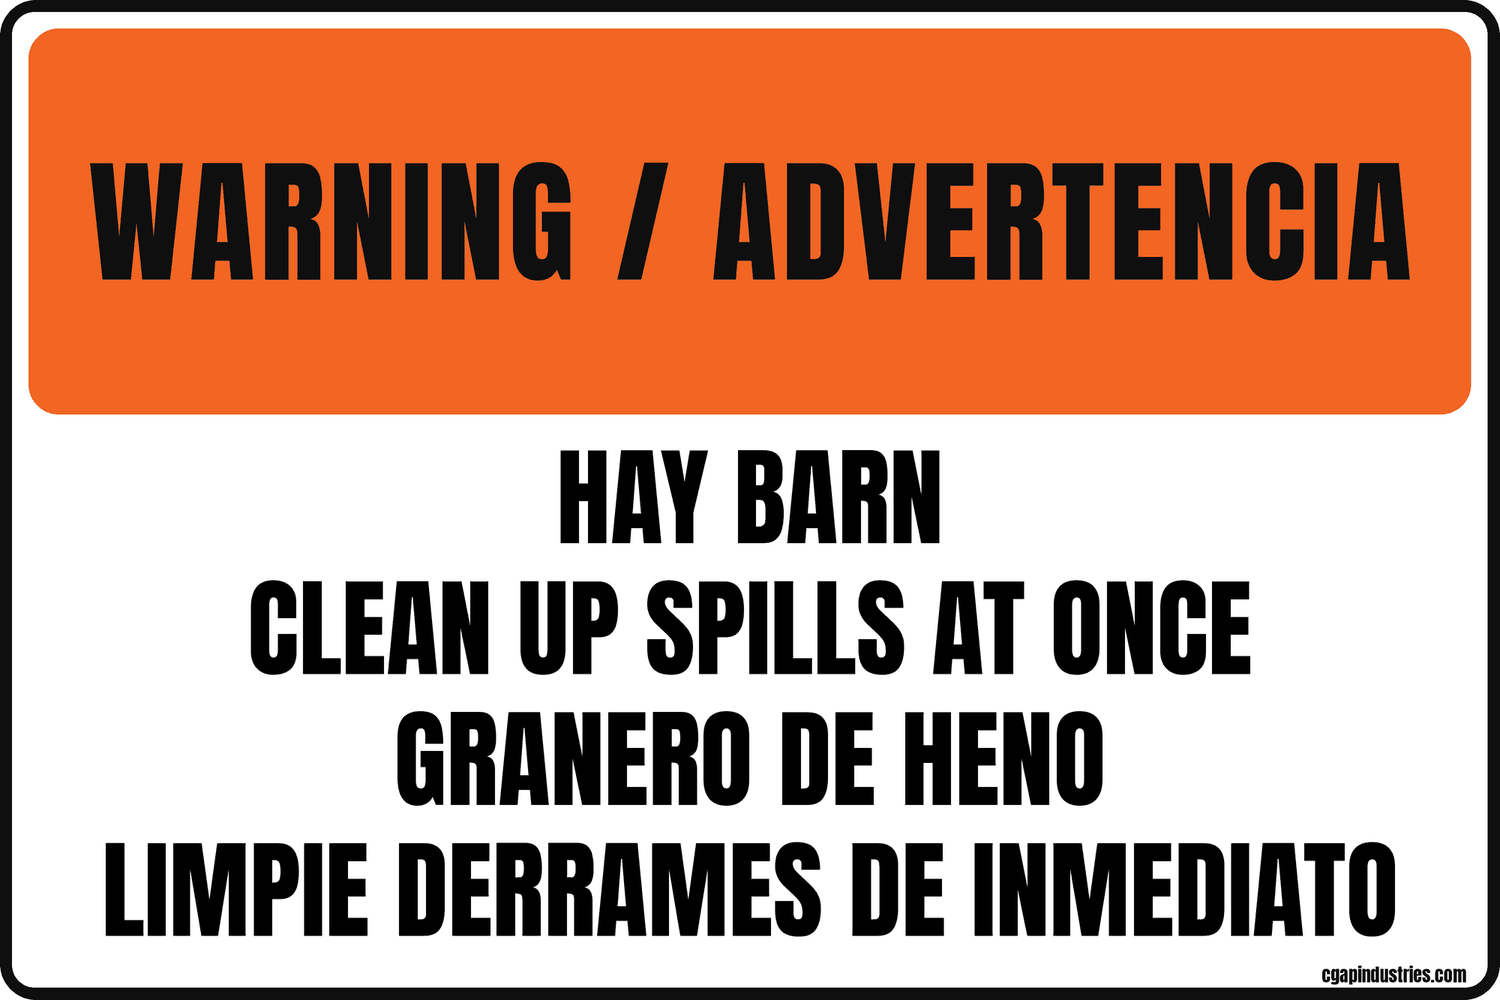 WARNING / ADVERTENCIA
HAY BARN
CLEAN UP SPILLS AT ONCE
GRANERO DE HENO
LIMPIE DERRAMES DE INMEDIATO
cgapindustries.com